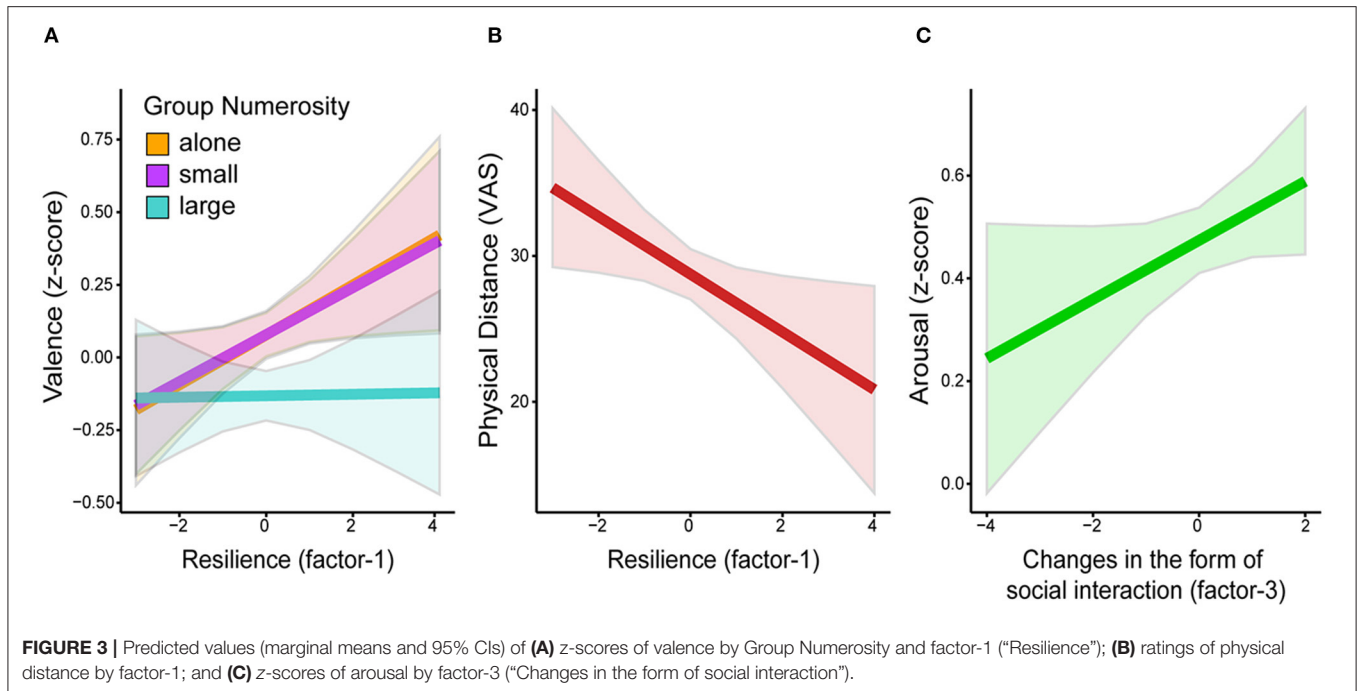 A
B
C
Group Numerosity
alone
small
large
Valence (z-score)
0.75
0.50
0.25
0.00
−0.25
−0.50
−2
0
2
4
Resilience (factor-1)
Physical Distance (VAS)
40
30
20
−2
0
2
4
Resilience (factor-1)
Arousal (z-score)
0.6
0.4
0.2
0.0
−4
−2
0
2
Changes in the form of
social interaction (factor-3)
FIGURE 3 | Predicted values (marginal means and 95% CIs) of (A) z-scores of valence by Group Numerosity and factor-1 (“Resilience”); (B) ratings of physical
distance by factor-1; and (C) z-scores of arousal by factor-3 (“Changes in the form of social interaction”).